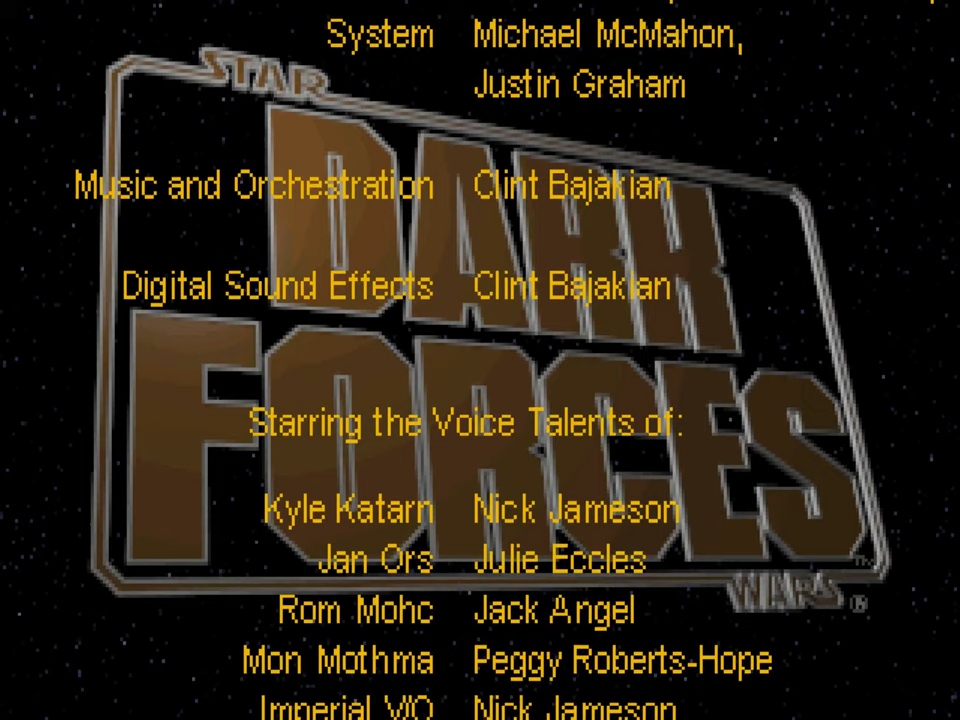 System Michael McMahon,
Justin Graham
STAR
DARK
FORCES
WARS ®
Music and Orchestration Clint Bajakian
Digital Sound Effects Clint Bajakian
Starring the Voice Talents of:
Kyle Katarn Nick Jameson
Jan Ors Julie Eccles
Rom Mohc Jack Angel
Mon Mothma Peggy Roberts-Hope
Imperial V/O Nick Jameson